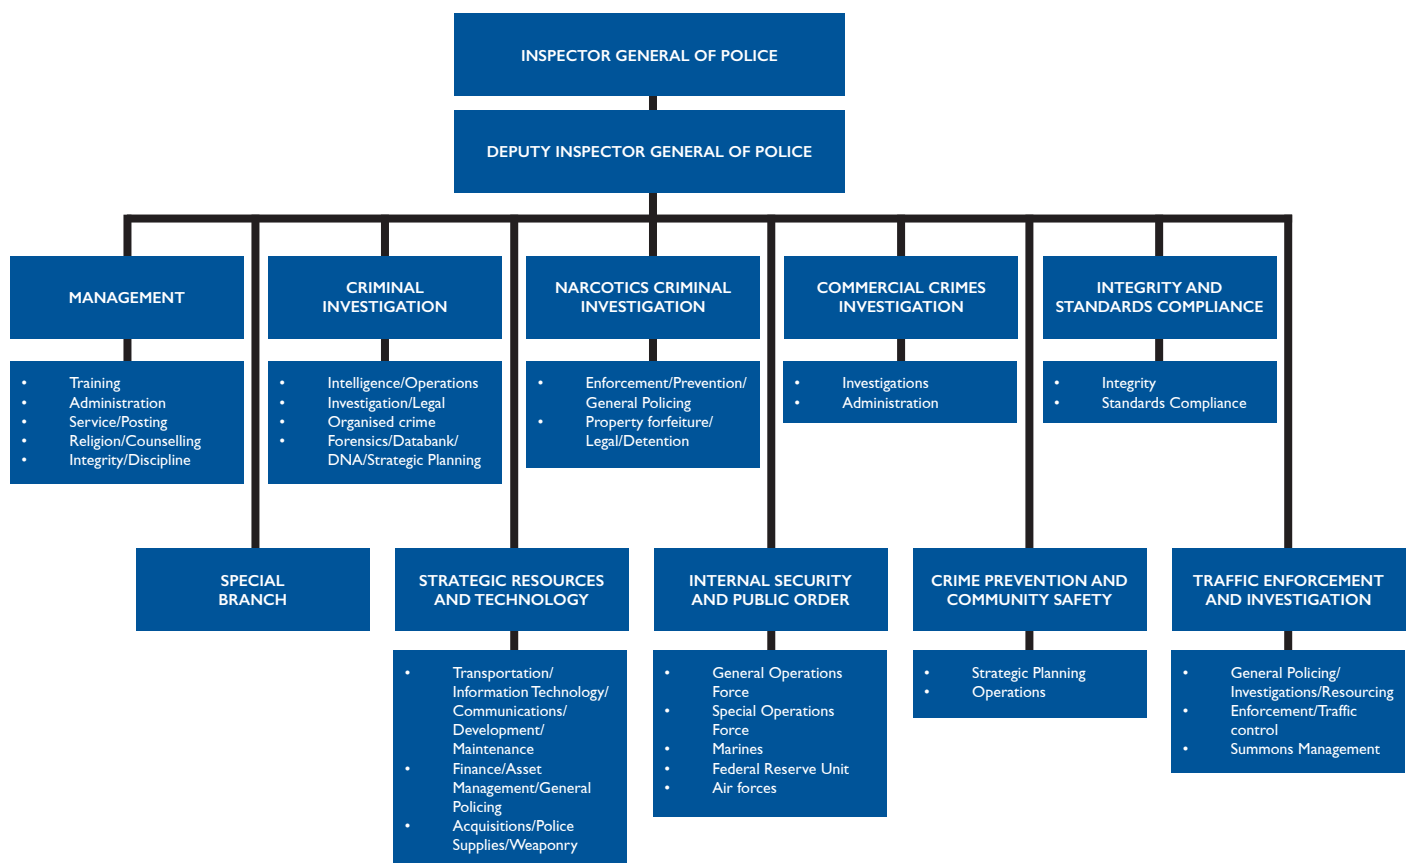 INSPECTOR GENERAL OF POLICE
DEPUTY INSPECTOR GENERAL OF POLICE
MANAGEMENT
• Training
• Administration
• Service/Posting
• Religion/Counselling
• Integrity/Discipline
CRIMINAL
INVESTIGATION
• Intelligence/Operations
• Investigation/Legal
• Organised crime
• Forensics/Databank/
DNA/Strategic Planning
NARCOTICS CRIMINAL
INVESTIGATION
• Enforcement/Prevention/
General Policing
• Property forfeiture/
Legal/Detention
COMMERCIAL CRIMES
INVESTIGATION
• Investigations
• Administration
INTEGRITY AND
STANDARDS COMPLIANCE
• Integrity
• Standards Compliance
SPECIAL
BRANCH
STRATEGIC RESOURCES
AND TECHNOLOGY
• Transportation/
Information Technology/
Communications/
Development/
Maintenance
• Finance/Asset
Management/General
Policing
• Acquisitions/Police
Supplies/Weaponry
INTERNAL SECURITY
AND PUBLIC ORDER
• General Operations
Force
• Special Operations
Force
• Marines
• Federal Reserve Unit
• Air forces
CRIME PREVENTION AND
COMMUNITY SAFETY
• Strategic Planning
• Operations
TRAFFIC ENFORCEMENT
AND INVESTIGATION
• General Policing/
Investigations/Resourcing
• Enforcement/Traffic
control
• Summons Management